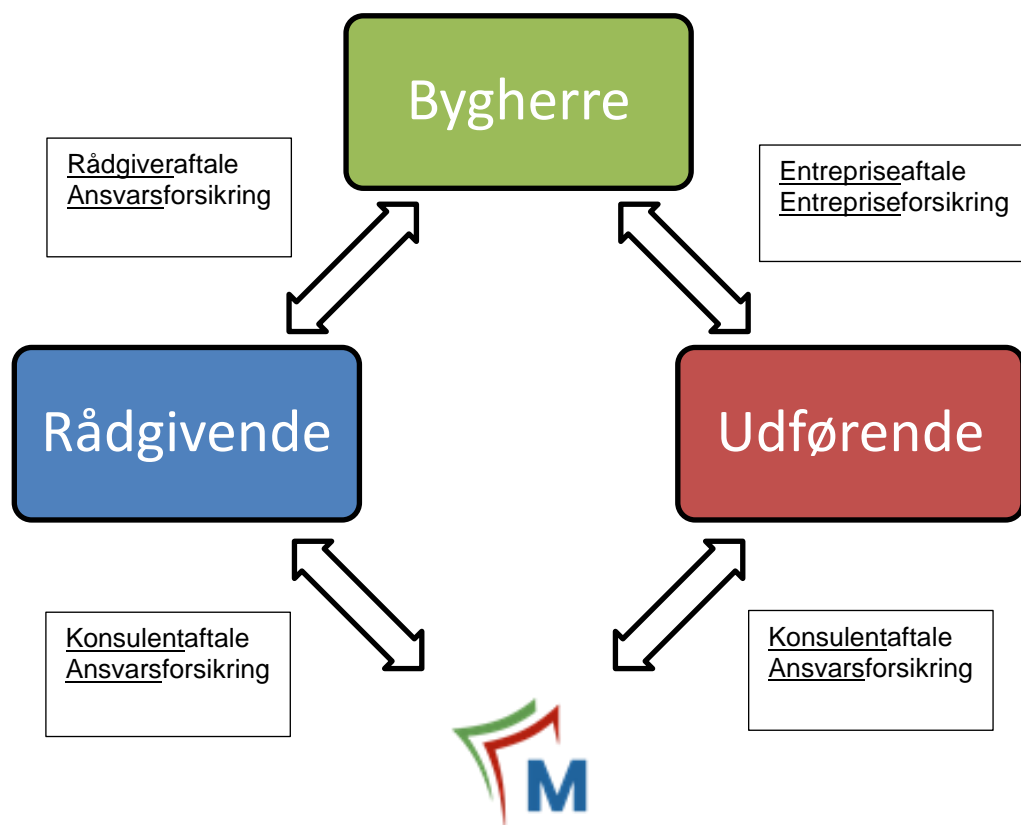 Bygherre
Rådgiveraftale
Ansvarsforsikring
Entrepriseaftale
Entrepriseforsikring
Rådgivende
Udførende
Konsulentaftale
Ansvarsforsikring
Konsulentaftale
Ansvarsforsikring
M